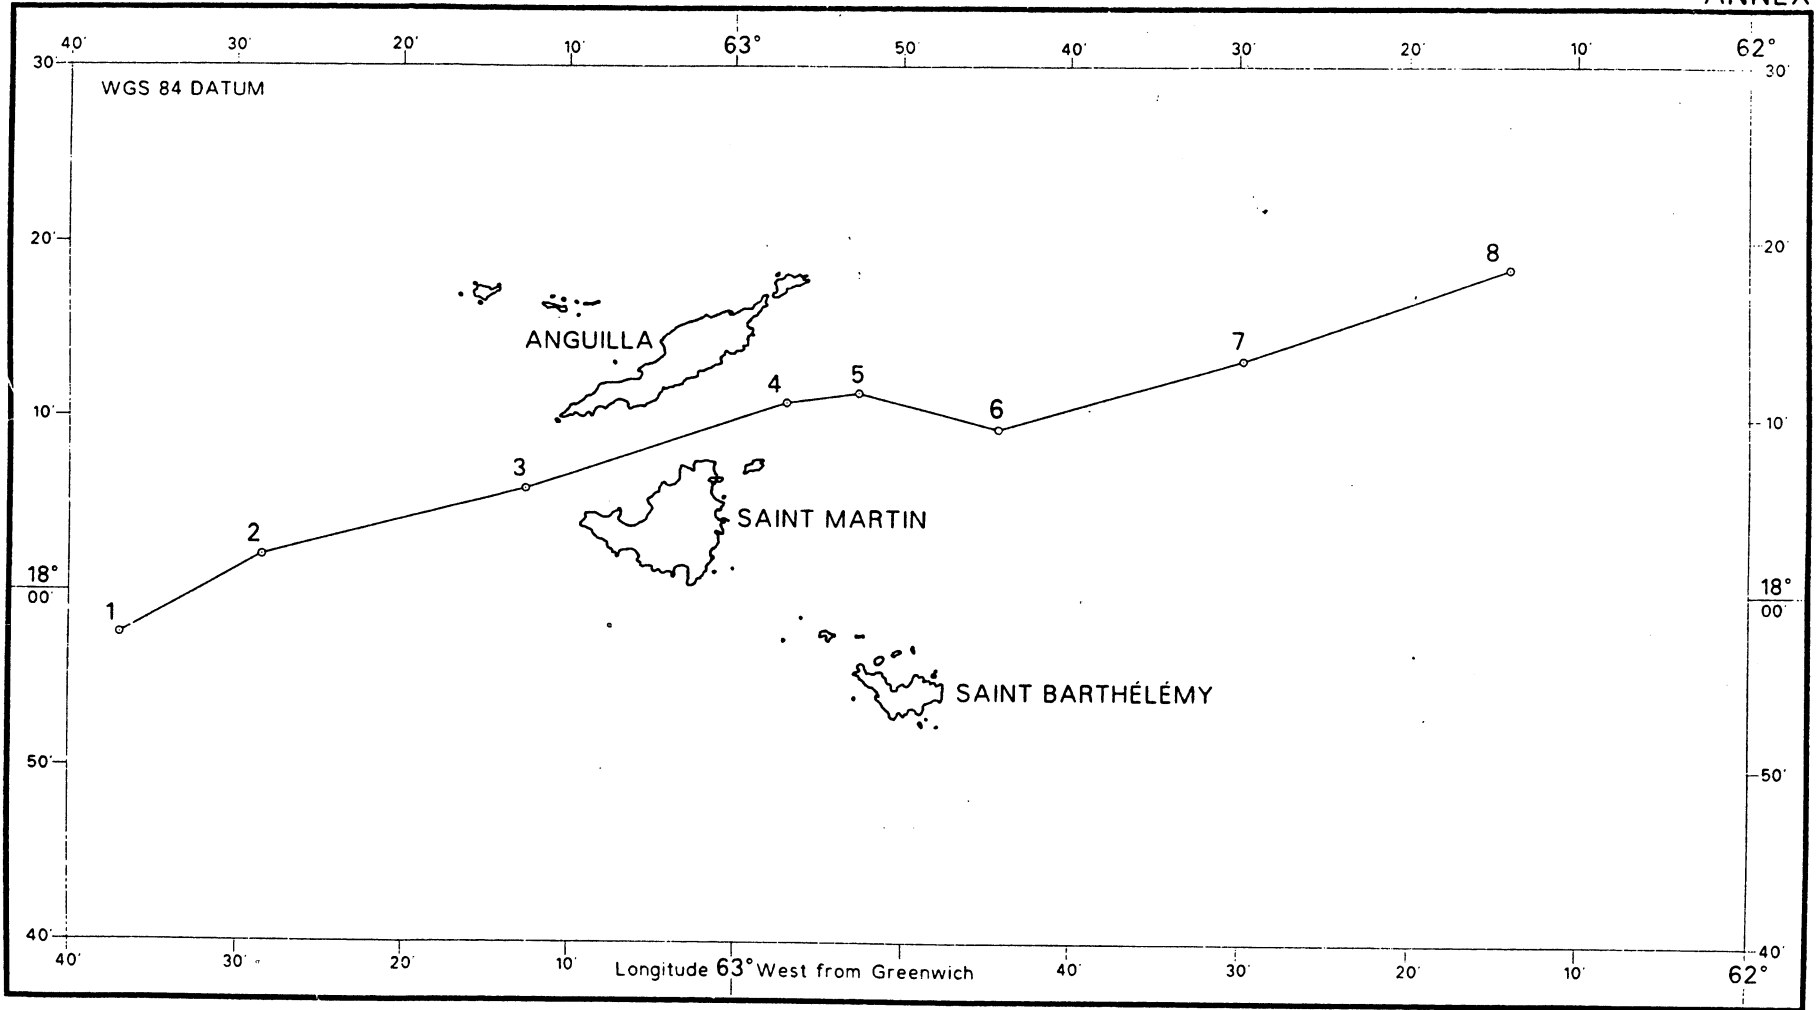 ANNEX
40' 30' 20' 10' 63° 50' 40' 30' 20' 10' 62°
30' 30'
WGS 84 DATUM
20' 20'
8
ANGUILLA
7
4 5
6
10' 10'
3
SAINT MARTIN
2
18° 00' 18° 00'
1
SAINT BARTHÉLÉMY
50' 50'
40' 40'
40' 30' 20' 10' Longitude 63° West from Greenwich 40' 30' 20' 10' 62°